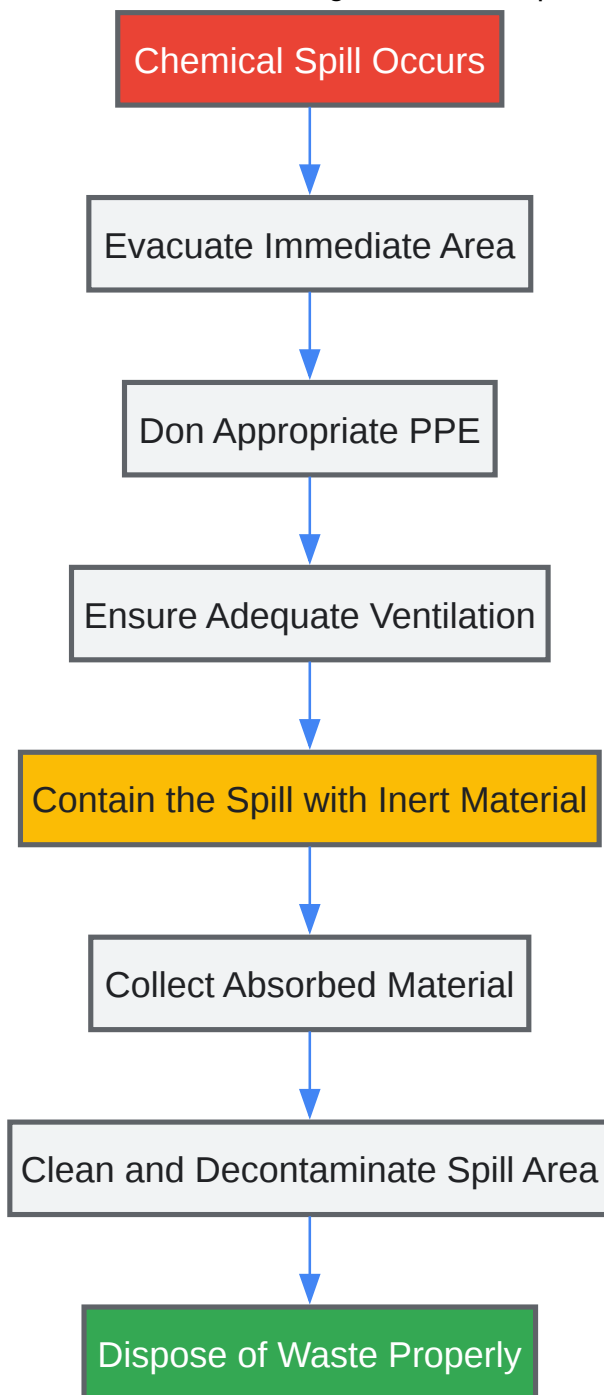 Chemical Spill Occurs
Evacuate Immediate Area
Don Appropriate PPE
Ensure Adequate Ventilation
Contain the Spill with Inert Material
Collect Absorbed Material
Clean and Decontaminate Spill Area
Dispose of Waste Properly